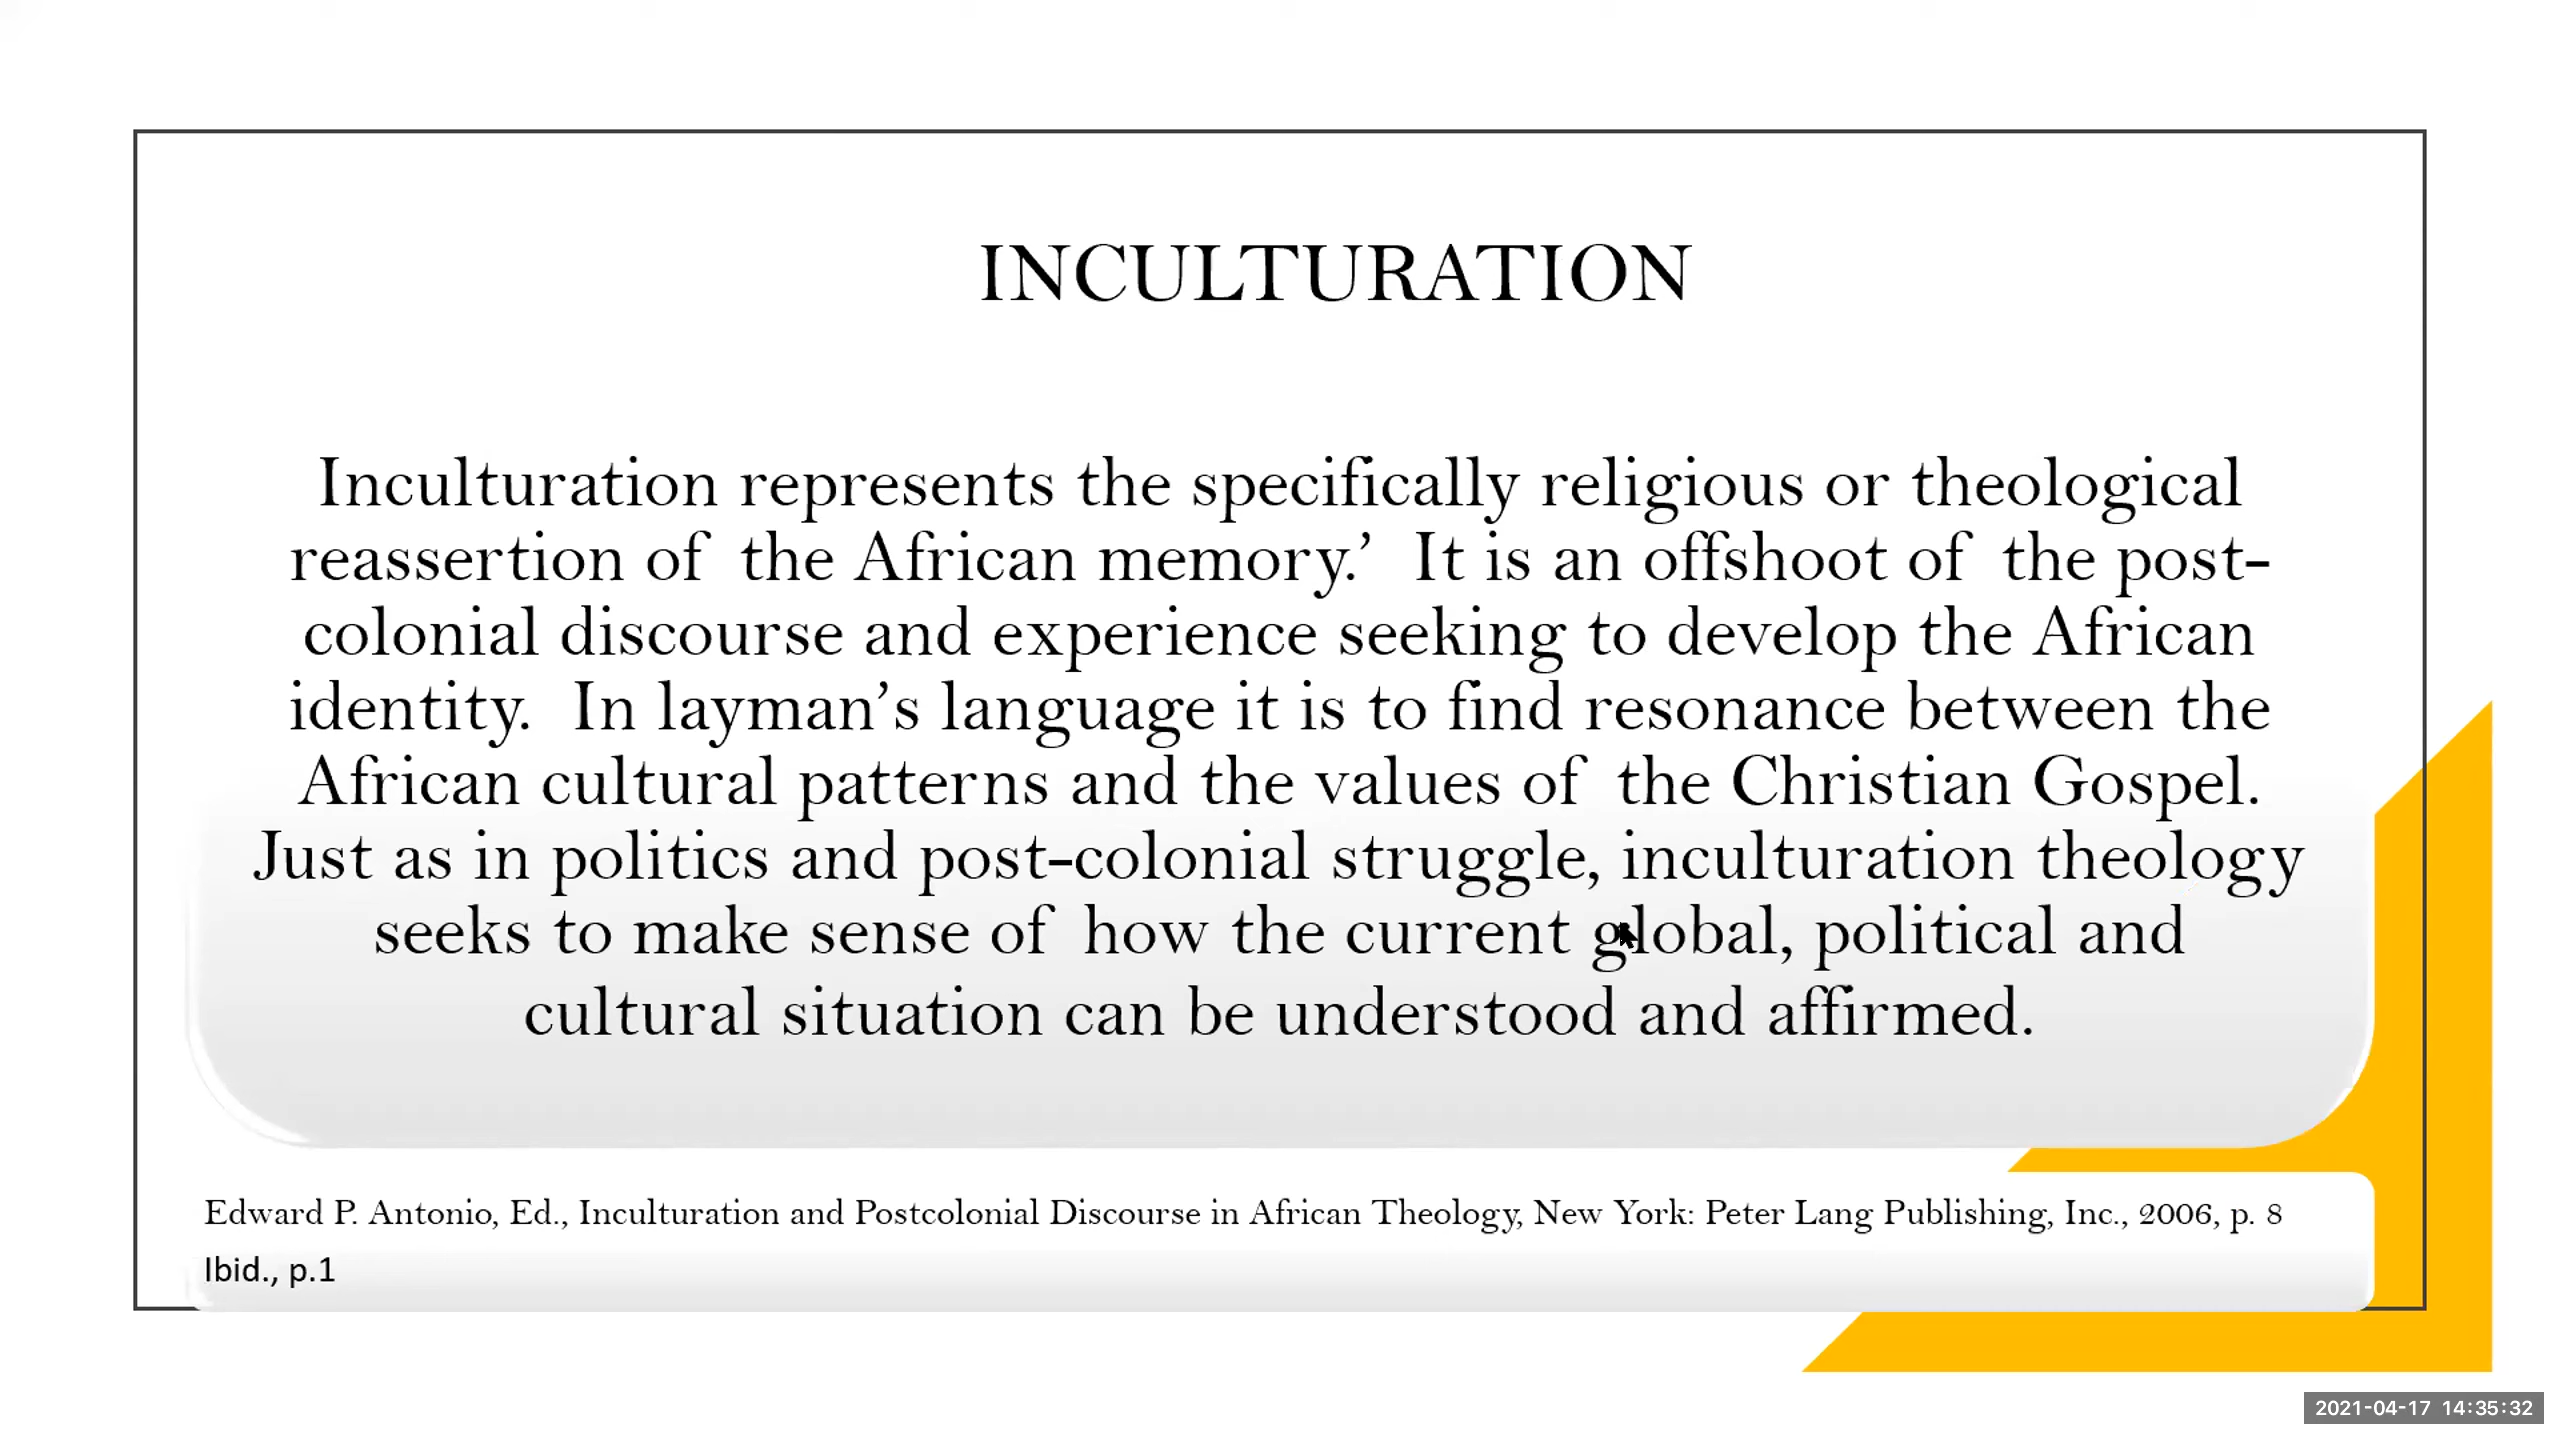 INCULTURATION
Inculturation represents the specifically religious or theological
reassertion of the African memory.’ It is an offshoot of the post-
colonial discourse and experience seeking to develop the African
identity. In layman’s language it is to find resonance between the
African cultural patterns and the values of the Christian Gospel.
Just as in politics and post-colonial struggle, inculturation theology
seeks to make sense of how the current global, political and
cultural situation can be understood and affirmed.
Edward P. Antonio, Ed., Inculturation and Postcolonial Discourse in African Theology, New York: Peter Lang Publishing, Inc., 2006, p. 8
Ibid., p.1
2021-04-17 14:35:32